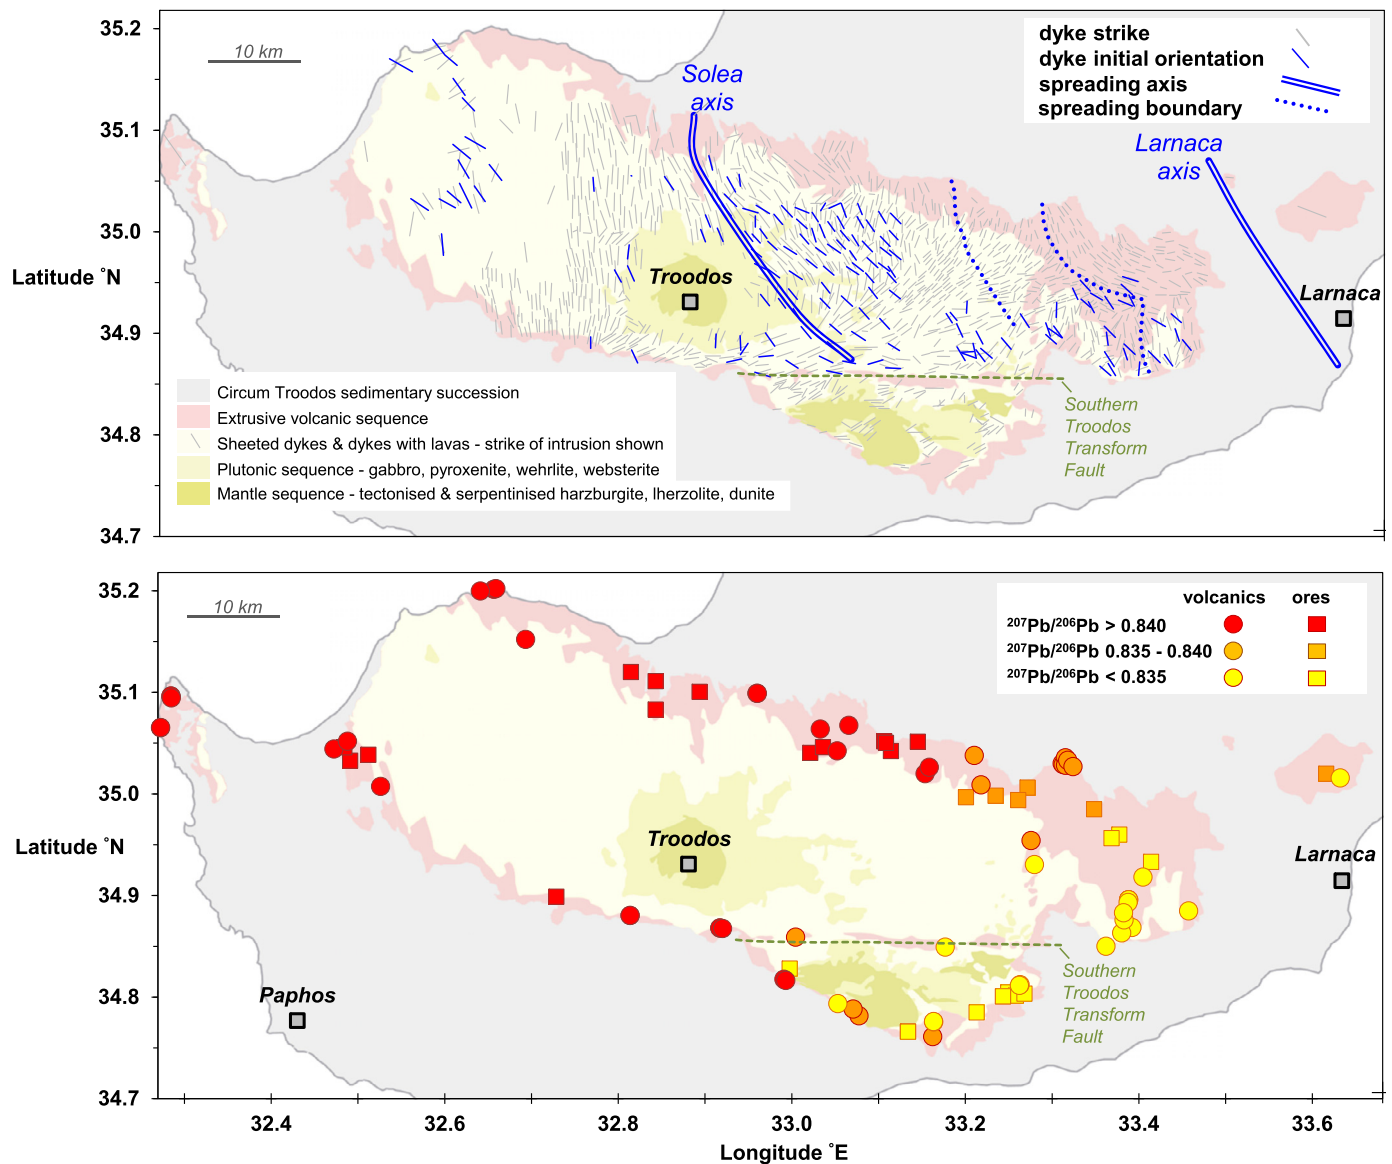 35.2
35.1
35.0
34.9
34.8
34.7
Latitude ˚N
10 km
Solea
axis
dyke strike
dyke initial orientation
spreading axis
spreading boundary
Larnaca
axis
Troodos
Larnaca
Circum Troodos sedimentary succession
Extrusive volcanic sequence
Sheeted dykes & dykes with lavas - strike of intrusion shown
Plutonic sequence - gabbro, pyroxenite, wehrlite, websterite
Mantle sequence - tectonised & serpentinised harzburgite, lherzolite, dunite
Southern
Troodos
Transform
Fault
35.2
35.1
35.0
34.9
34.8
34.7
Latitude ˚N
10 km
volcanics ores
²⁰⁷Pb/²⁰⁶Pb > 0.840
²⁰⁷Pb/²⁰⁶Pb 0.835 - 0.840
²⁰⁷Pb/²⁰⁶Pb < 0.835
Troodos
Larnaca
Paphos
Southern
Troodos
Transform
Fault
32.4 32.6 32.8 33.0 33.2 33.4 33.6
Longitude ˚E